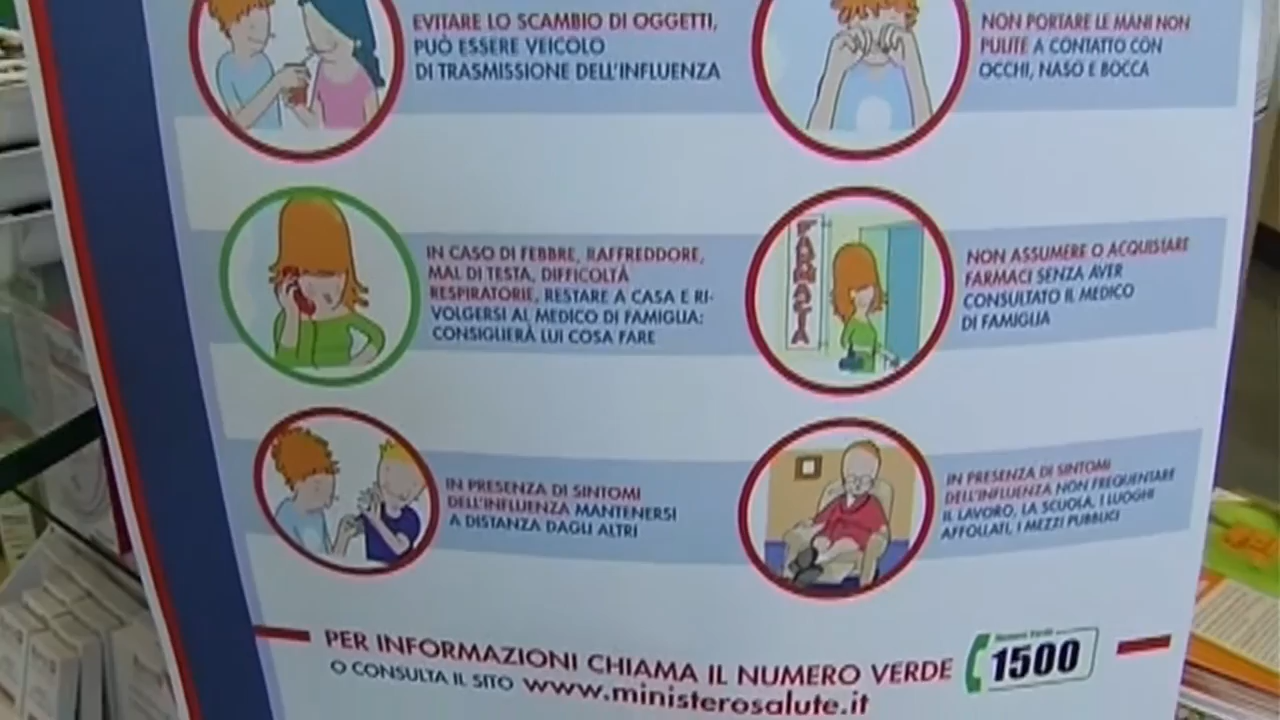 EVITARE LO SCAMBIO DI OGGETTI,
PUÒ ESSERE VEICOLO
DI TRASMISSIONE DELL'INFLUENZA
NON PORTARE LE MANI NON
PULITE A CONTATTO CON
OCCHI, NASO E BOCCA
IN CASO DI FEBBRE, RAFFREDDORE,
MAL DI TESTA, DIFFICOLTÀ
RESPIRATORIE, RESTARE A CASA E RI-
VOLGERSI AL MEDICO DI FAMIGLIA:
CONSIGLIERÀ LUI COSA FARE
FARMACIA
NON ASSUMERE O ACQUISTARE
FARMACI SENZA AVER
CONSULTATO IL MEDICO
DI FAMIGLIA
IN PRESENZA DI SINTOMI
DELL'INFLUENZA MANTENERSI
A DISTANZA DAGLI ALTRI
IN PRESENZA DI SINTOMI
DELL'INFLUENZA NON FREQUENTARE
IL LAVORO, LA SCUOLA, I LUOGHI
AFFOLLATI, I MEZZI PUBBLICI
PER INFORMAZIONI CHIAMA IL NUMERO VERDE
Numero Verde
1500
O CONSULTA IL SITO www.ministerosalute.it